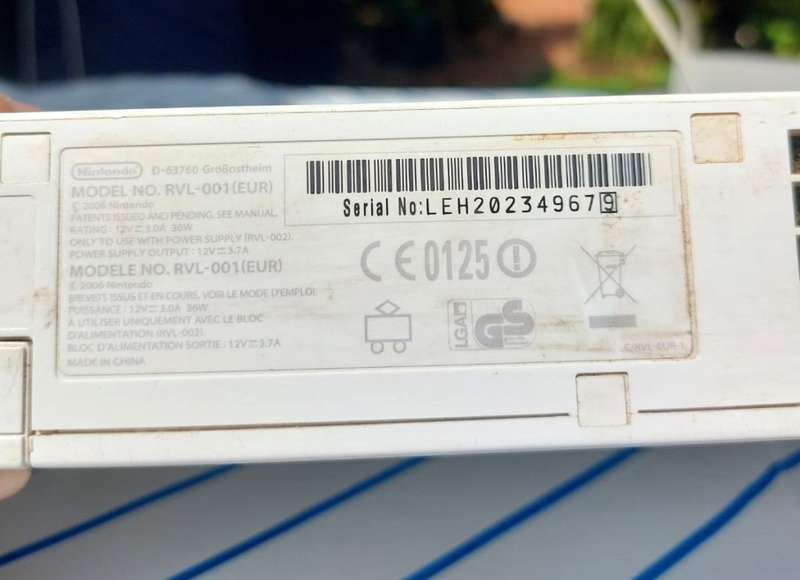 Nintendo D-63760 Großostheim
MODEL NO. RVL-001(EUR)
© 2006 Nintendo
PATENTS ISSUED AND PENDING. SEE MANUAL.
RATING : 12V⎓3.0A 36W
ONLY TO USE WITH POWER SUPPLY (RVL-002).
POWER SUPPLY OUTPUT : 12V⎓3.7A
MODELE NO. RVL-001(EUR)
© 2006 Nintendo
BREVETS ISSUS ET EN COURS. VOIR LE MODE D'EMPLOI.
PUISSANCE : 12V⎓3.0A 36W
À UTILISER UNIQUEMENT AVEC LE BLOC
D'ALIMENTATION (RVL-002).
BLOC D'ALIMENTATION SORTIE : 12V⎓3.7A
MADE IN CHINA
Serial No:LEH202349679
CE0125
LGA
GS
C/RVL-EUR-1